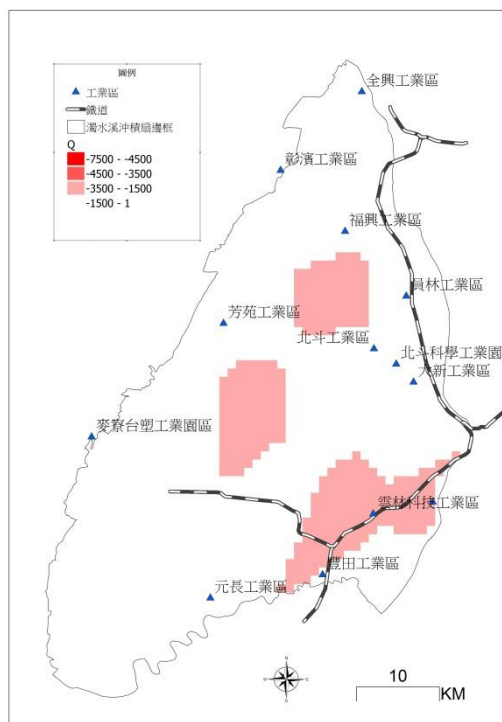 圖例
工業區
鐵道
濁水溪沖積扇邊框
Q
-7500 - -4500
-4500 - -3500
-3500 - -1500
-1500 - 1
全興工業區
彰濱工業區
福興工業區
員林工業區
芳苑工業區
北斗工業區
北斗科學工業園
大新工業區
麥寮台塑工業園區
雲林科技工業區
豐田工業區
元長工業區
N
10
KM